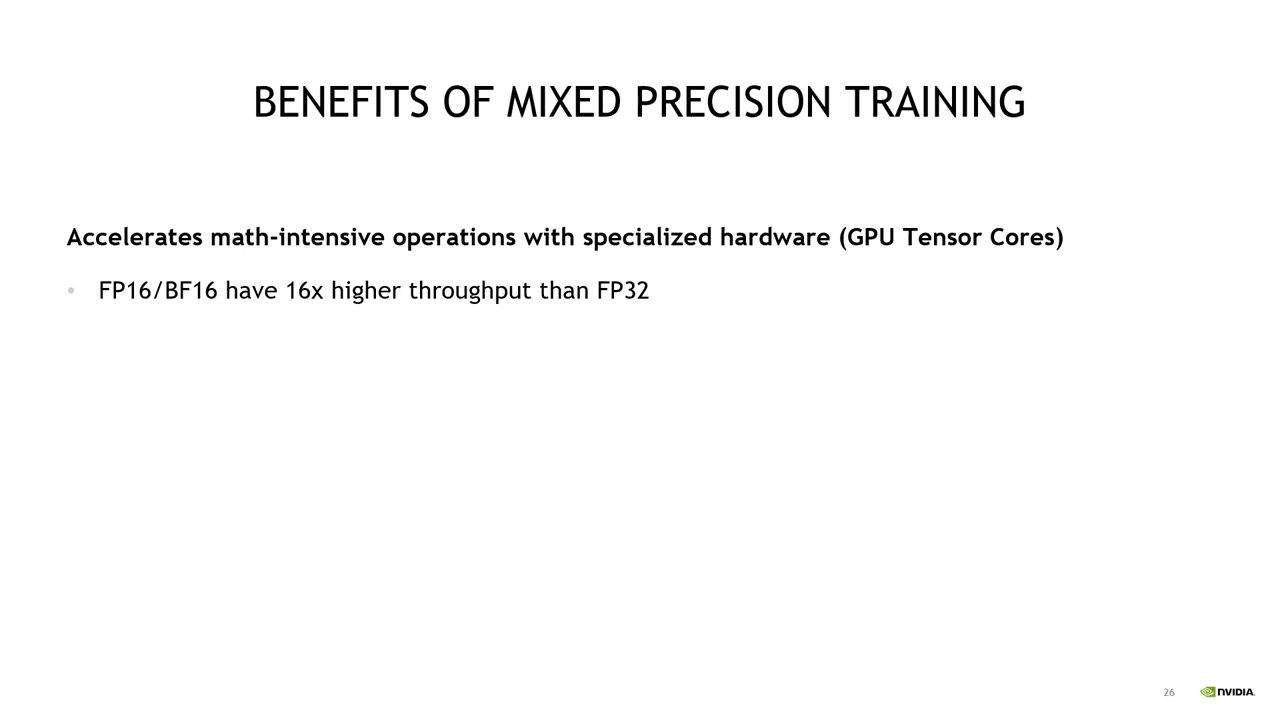 BENEFITS OF MIXED PRECISION TRAINING
Accelerates math-intensive operations with specialized hardware (GPU Tensor Cores)
• FP16/BF16 have 16x higher throughput than FP32
26
NVIDIA.